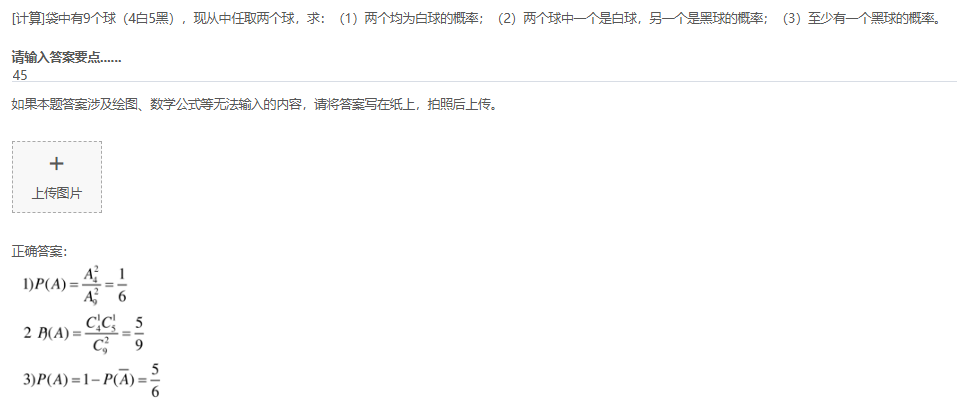 [计算]袋中有9个球（4白5黑），现从中任取两个球，求：（1）两个均为白球的概率；（2）两个球中一个是白球，另一个是黑球的概率；（3）至少有一个黑球的概率。
请输入答案要点......
45
如果本题答案涉及绘图、数学公式等无法输入的内容，请将答案写在纸上，拍照后上传。
+
上传图片
正确答案：
1)P(A)=A₄²/A₉²=1/6
2 P)(A)=C₄¹C₅¹/C₉²=5/9
3)P(A)=1−P(A̅)=5/6